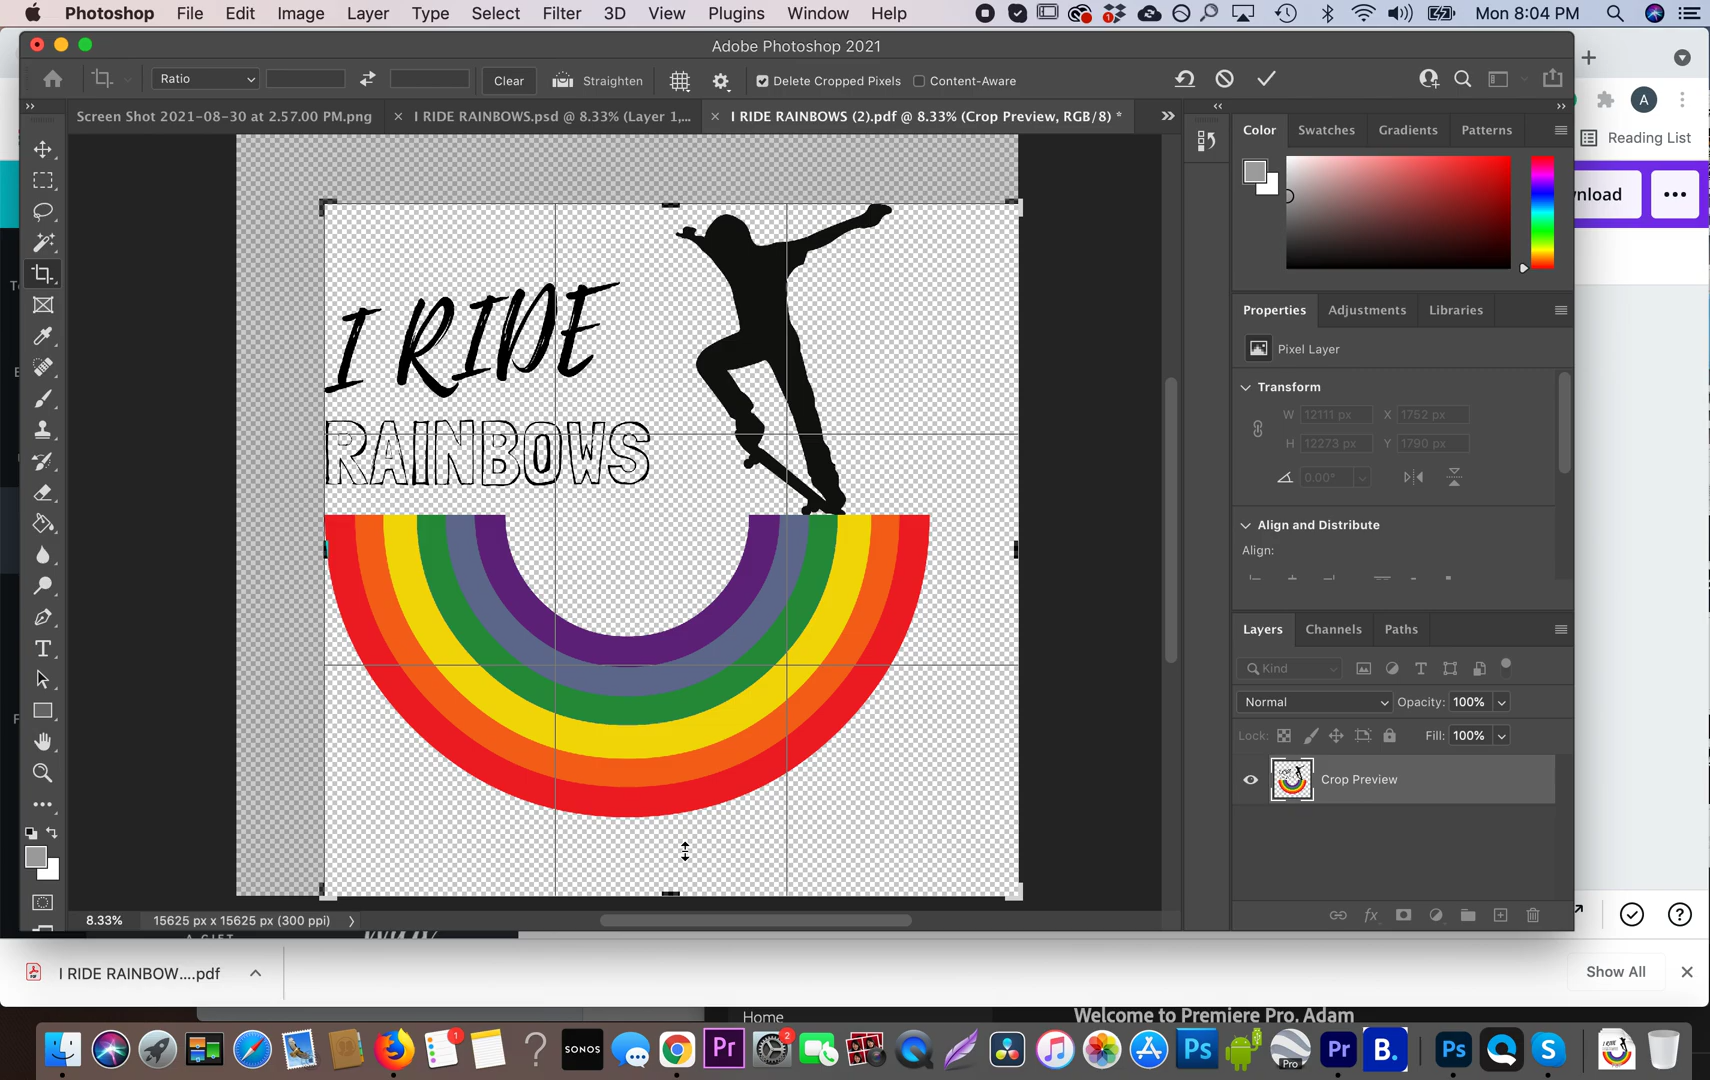 Photoshop File Edit Image Layer Type Select Filter 3D View Plugins Window Help Mon 8:04 PM
Adobe Photoshop 2021
Ratio Clear Straighten Delete Cropped Pixels Content-Aware
Screen Shot 2021-08-30 at 2.57.00 PM.png × I RIDE RAINBOWS.psd @ 8.33% (Layer 1,... × I RIDE RAINBOWS (2).pdf @ 8.33% (Crop Preview, RGB/8) *
A
Reading List
nload
Color Swatches Gradients Patterns
I RIDE
RAINBOWS
Properties Adjustments Libraries
Pixel Layer
Transform
W 12111 px X 1752 px
H 12273 px Y 1790 px
0.00°
Align and Distribute
Align:
Layers Channels Paths
Kind
Normal Opacity: 100%
Lock: Fill: 100%
Crop Preview
8.33% 15625 px x 15625 px (300 ppi)
I RIDE RAINBOW....pdf
Show All
Home
Welcome to Premiere Pro, Adam
1
SONOS
Pr
2
Ps
Pro
Pr
B.
Ps